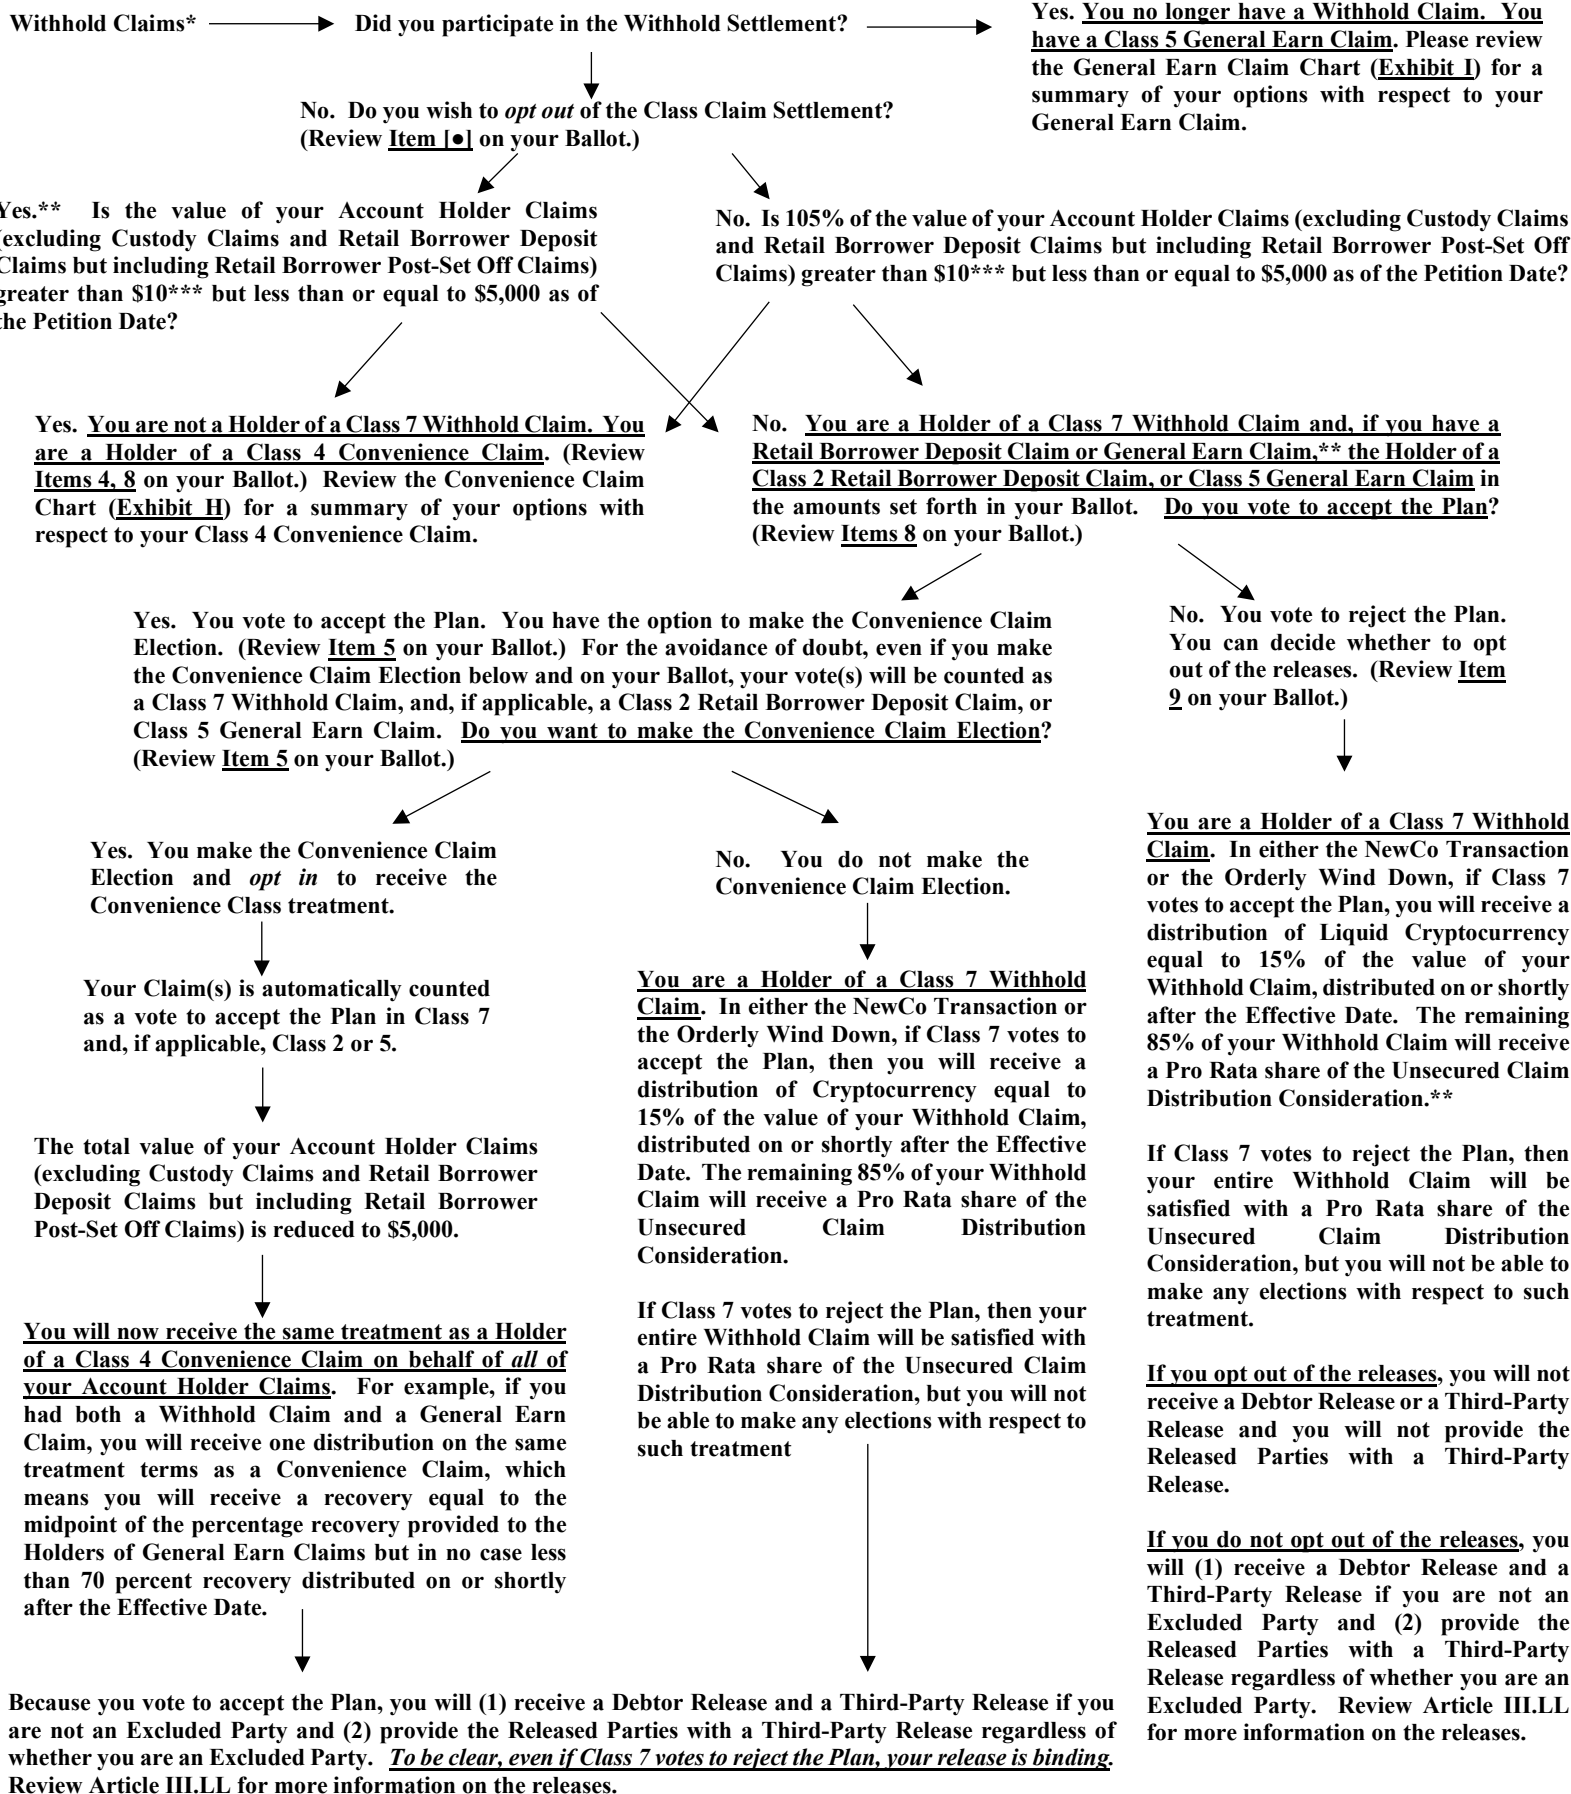 Withhold Claims*
Did you participate in the Withhold Settlement?
Yes. You no longer have a Withhold Claim. You
have a Class 5 General Earn Claim. Please review
the General Earn Claim Chart (Exhibit I) for a
summary of your options with respect to your
General Earn Claim.
No. Do you wish to opt out of the Class Claim Settlement?
(Review Item [●] on your Ballot.)
Yes.** Is the value of your Account Holder Claims
(excluding Custody Claims and Retail Borrower Deposit
Claims but including Retail Borrower Post-Set Off Claims)
greater than $10*** but less than or equal to $5,000 as of
the Petition Date?
No. Is 105% of the value of your Account Holder Claims (excluding Custody Claims
and Retail Borrower Deposit Claims but including Retail Borrower Post-Set Off
Claims) greater than $10*** but less than or equal to $5,000 as of the Petition Date?
Yes. You are not a Holder of a Class 7 Withhold Claim. You
are a Holder of a Class 4 Convenience Claim. (Review
Items 4, 8 on your Ballot.) Review the Convenience Claim
Chart (Exhibit H) for a summary of your options with
respect to your Class 4 Convenience Claim.
No. You are a Holder of a Class 7 Withhold Claim and, if you have a
Retail Borrower Deposit Claim or General Earn Claim,** the Holder of a
Class 2 Retail Borrower Deposit Claim, or Class 5 General Earn Claim in
the amounts set forth in your Ballot. Do you vote to accept the Plan?
(Review Items 8 on your Ballot.)
Yes. You vote to accept the Plan. You have the option to make the Convenience Claim
Election. (Review Item 5 on your Ballot.) For the avoidance of doubt, even if you make
the Convenience Claim Election below and on your Ballot, your vote(s) will be counted as
a Class 7 Withhold Claim, and, if applicable, a Class 2 Retail Borrower Deposit Claim, or
Class 5 General Earn Claim. Do you want to make the Convenience Claim Election?
(Review Item 5 on your Ballot.)
No. You vote to reject the Plan.
You can decide whether to opt
out of the releases. (Review Item
9 on your Ballot.)
Yes. You make the Convenience Claim
Election and opt in to receive the
Convenience Class treatment.
Your Claim(s) is automatically counted
as a vote to accept the Plan in Class 7
and, if applicable, Class 2 or 5.
The total value of your Account Holder Claims
(excluding Custody Claims and Retail Borrower
Deposit Claims but including Retail Borrower
Post-Set Off Claims) is reduced to $5,000.
You will now receive the same treatment as a Holder
of a Class 4 Convenience Claim on behalf of all of
your Account Holder Claims. For example, if you
had both a Withhold Claim and a General Earn
Claim, you will receive one distribution on the same
treatment terms as a Convenience Claim, which
means you will receive a recovery equal to the
midpoint of the percentage recovery provided to the
Holders of General Earn Claims but in no case less
than 70 percent recovery distributed on or shortly
after the Effective Date.
No. You do not make the
Convenience Claim Election.
You are a Holder of a Class 7 Withhold
Claim. In either the NewCo Transaction or
the Orderly Wind Down, if Class 7 votes to
accept the Plan, then you will receive a
distribution of Cryptocurrency equal to
15% of the value of your Withhold Claim,
distributed on or shortly after the Effective
Date. The remaining 85% of your Withhold
Claim will receive a Pro Rata share of the
Unsecured Claim Distribution
Consideration.
If Class 7 votes to reject the Plan, then your
entire Withhold Claim will be satisfied with
a Pro Rata share of the Unsecured Claim
Distribution Consideration, but you will not
be able to make any elections with respect to
such treatment
You are a Holder of a Class 7 Withhold
Claim. In either the NewCo Transaction
or the Orderly Wind Down, if Class 7
votes to accept the Plan, you will receive a
distribution of Liquid Cryptocurrency
equal to 15% of the value of your
Withhold Claim, distributed on or shortly
after the Effective Date. The remaining
85% of your Withhold Claim will receive
a Pro Rata share of the Unsecured Claim
Distribution Consideration.**
If Class 7 votes to reject the Plan, then
your entire Withhold Claim will be
satisfied with a Pro Rata share of the
Unsecured Claim Distribution
Consideration, but you will not be able to
make any elections with respect to such
treatment.
If you opt out of the releases, you will not
receive a Debtor Release or a Third-Party
Release and you will not provide the
Released Parties with a Third-Party
Release.
If you do not opt out of the releases, you
will (1) receive a Debtor Release and a
Third-Party Release if you are not an
Excluded Party and (2) provide the
Released Parties with a Third-Party
Release regardless of whether you are an
Excluded Party. Review Article III.LL
for more information on the releases.
Because you vote to accept the Plan, you will (1) receive a Debtor Release and a Third-Party Release if you
are not an Excluded Party and (2) provide the Released Parties with a Third-Party Release regardless of
whether you are an Excluded Party. To be clear, even if Class 7 votes to reject the Plan, your release is binding.
Review Article III.LL for more information on the releases.